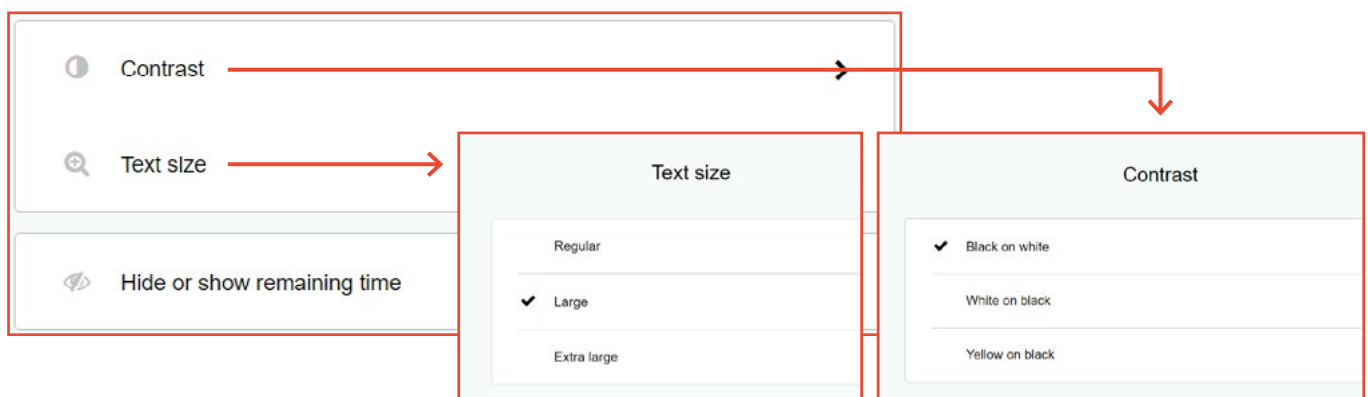 Contrast
Text size
Hide or show remaining time
Text size
Regular
Large
Extra large
Contrast
Black on white
White on black
Yellow on black